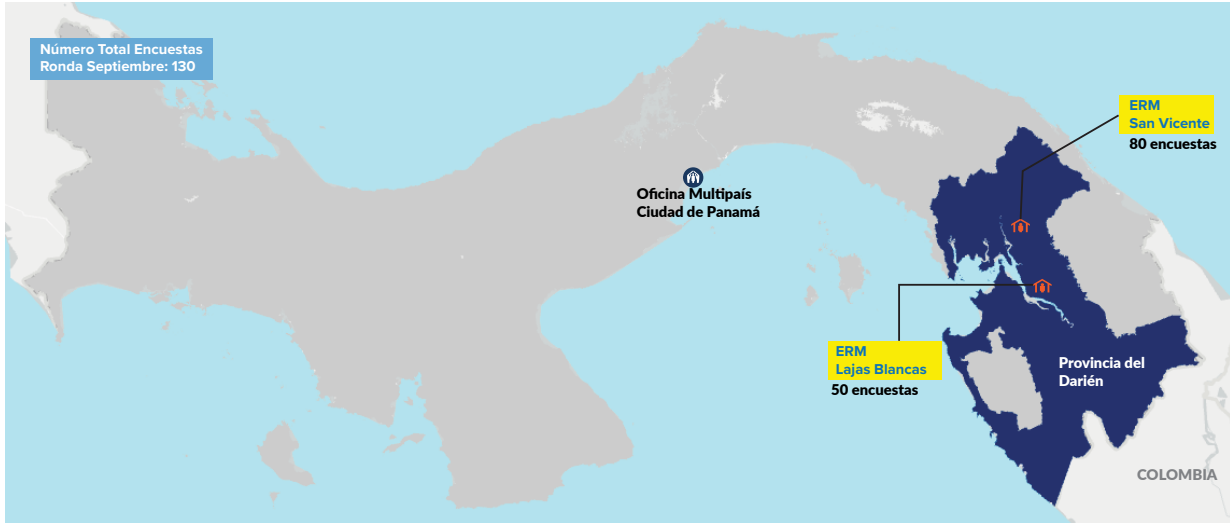 Número Total Encuestas
Ronda Septiembre: 130
ERM
San Vicente
80 encuestas
Oficina Multipaís
Ciudad de Panamá
ERM
Lajas Blancas
50 encuestas
Provincia del
Darién
COLOMBIA